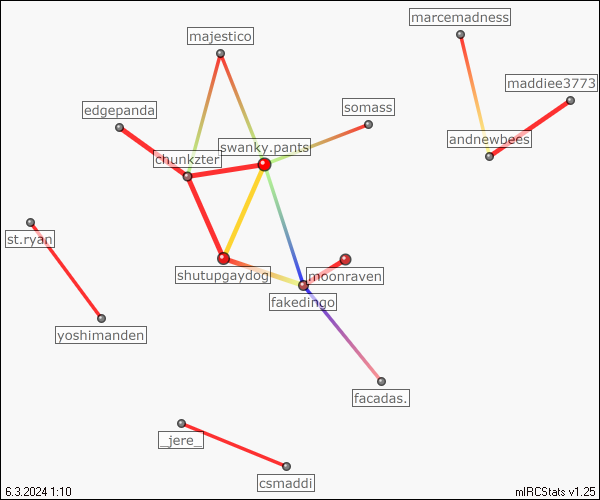 marcemadness
majestico
maddiee3773
edgepanda
somass
andnewbees
swanky.pants
chunkzter
st.ryan
shutupgaydog
moonraven
fakedingo
yoshimanden
facadas.
_jere_
csmaddi
6.3.2024 1:10
mIRCStats v1.25